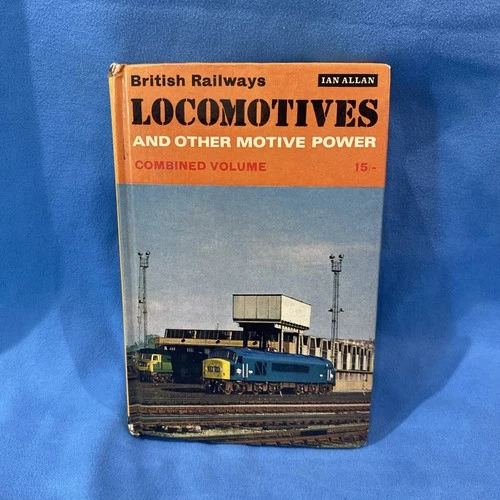 British Railways IAN ALLAN
LOCOMOTIVES
AND OTHER MOTIVE POWER
COMBINED VOLUME 15/-